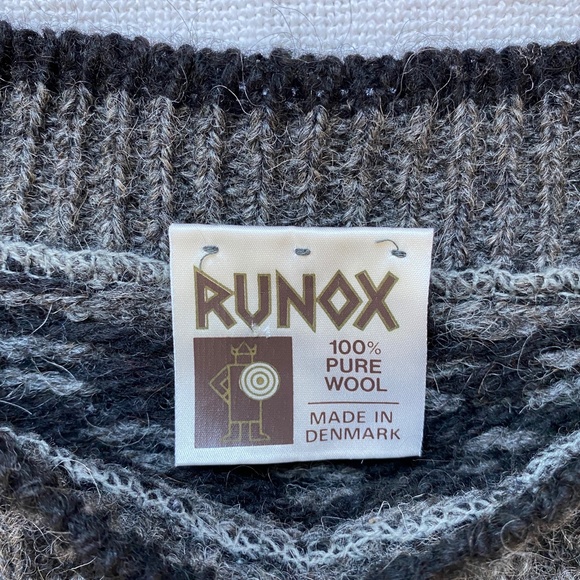 RUNOX
100%
PURE
WOOL
MADE IN
DENMARK